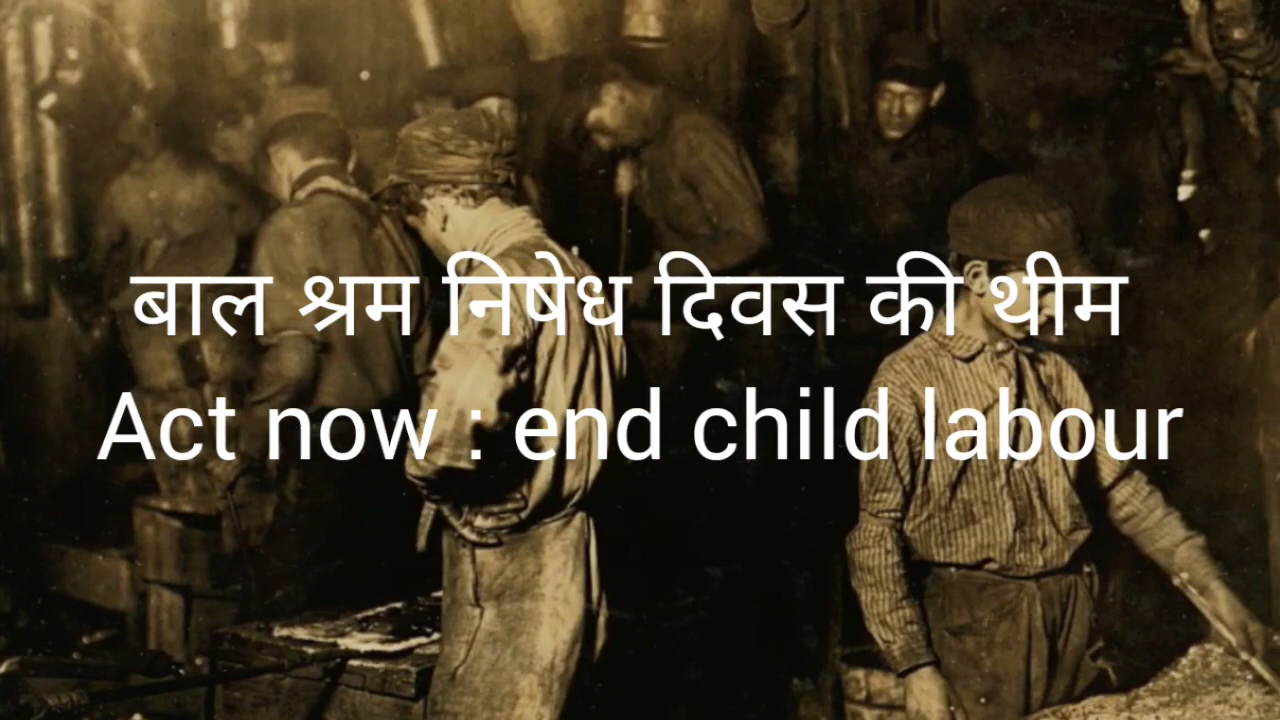 बाल श्रम निषेध दिवस की थीम
Act now : end child labour